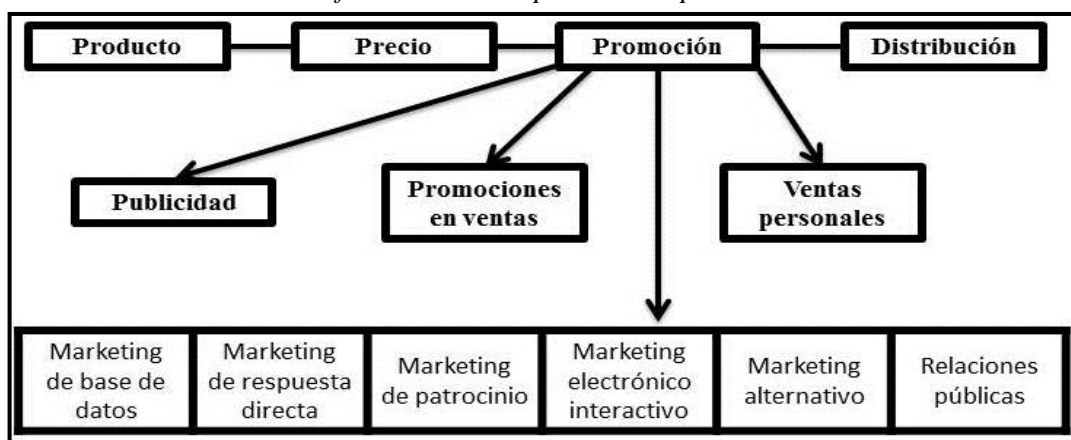 Producto
Precio
Promoción
Distribución
Publicidad
Promociones
en ventas
Ventas
personales
Marketing
de base de
datos
Marketing
de respuesta
directa
Marketing
de patrocinio
Marketing
electrónico
interactivo
Marketing
alternativo
Relaciones
públicas